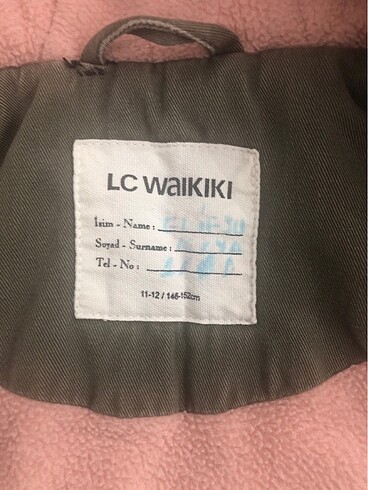 LC WAIKIKI
İsim - Name :
Soyad - Surname :
Tel - No :
11-12 / 146-152cm